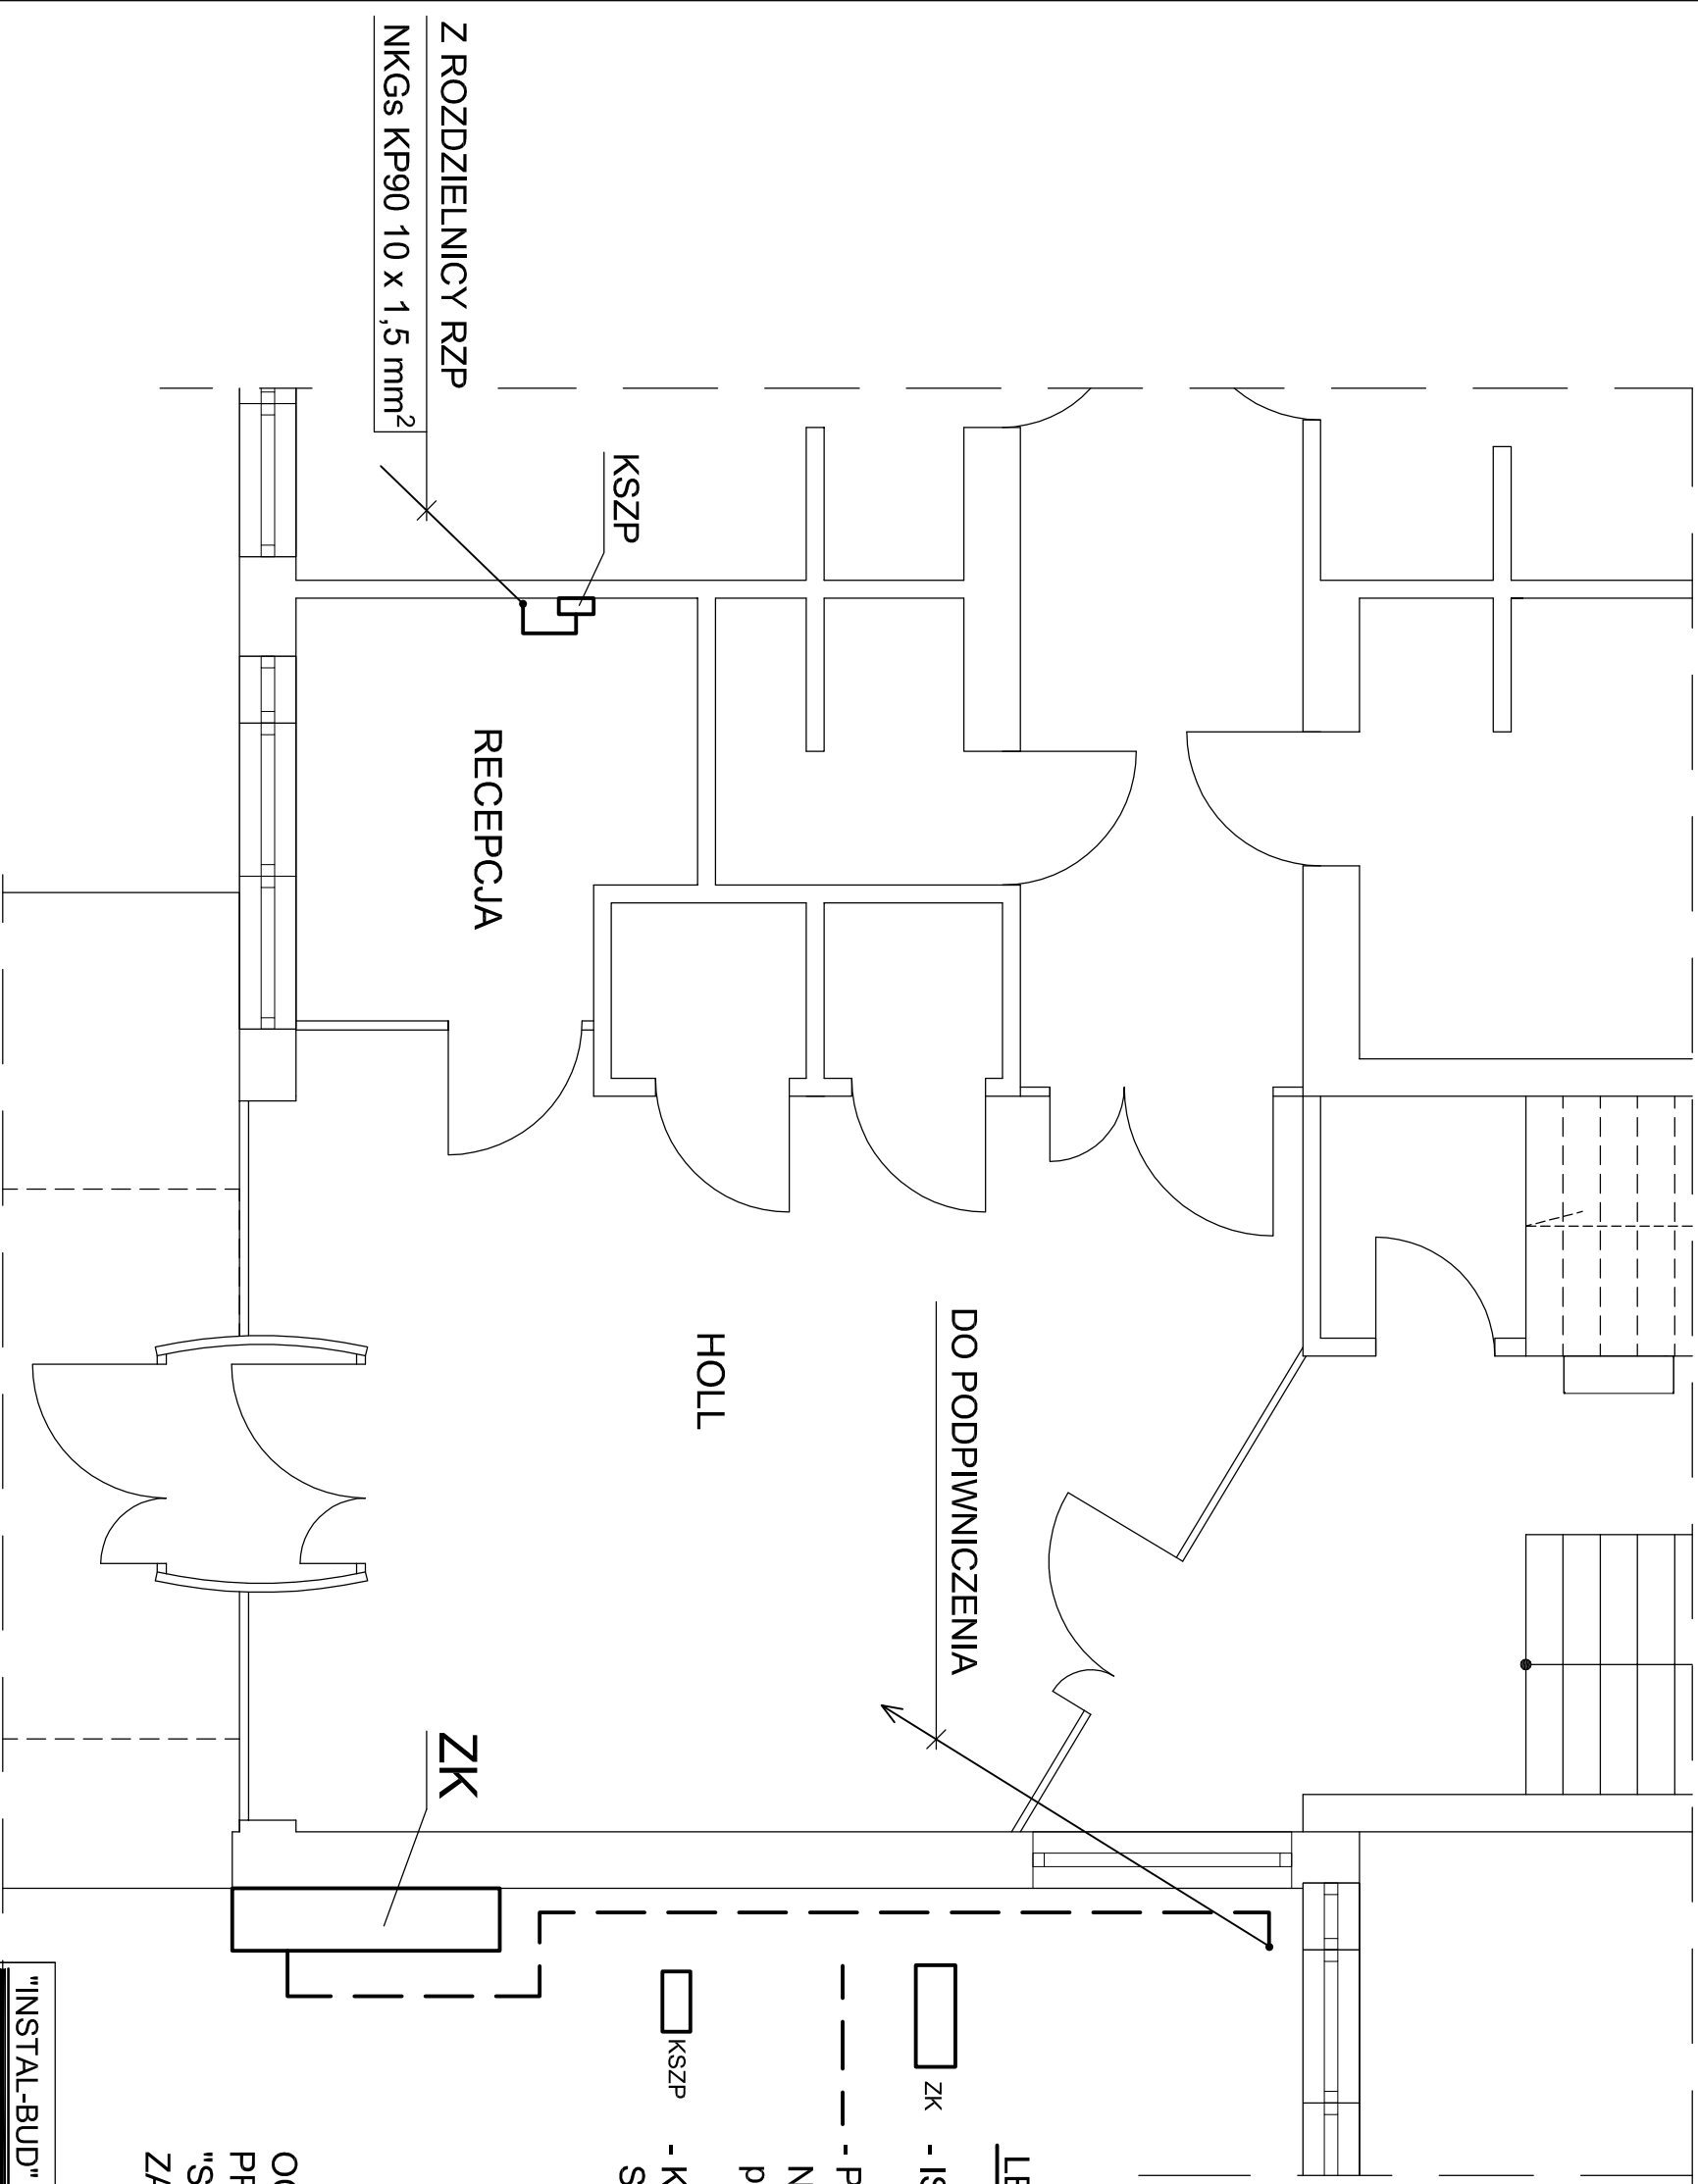 Z ROZDZIELNICY RZP
NKGs KP90 10 x 1,5 mm²
KSZP
RECEPCJA
HOLL
DO PODPIWNICZENIA
ZK
ZK
KSZP
"INSTAL-BUD"